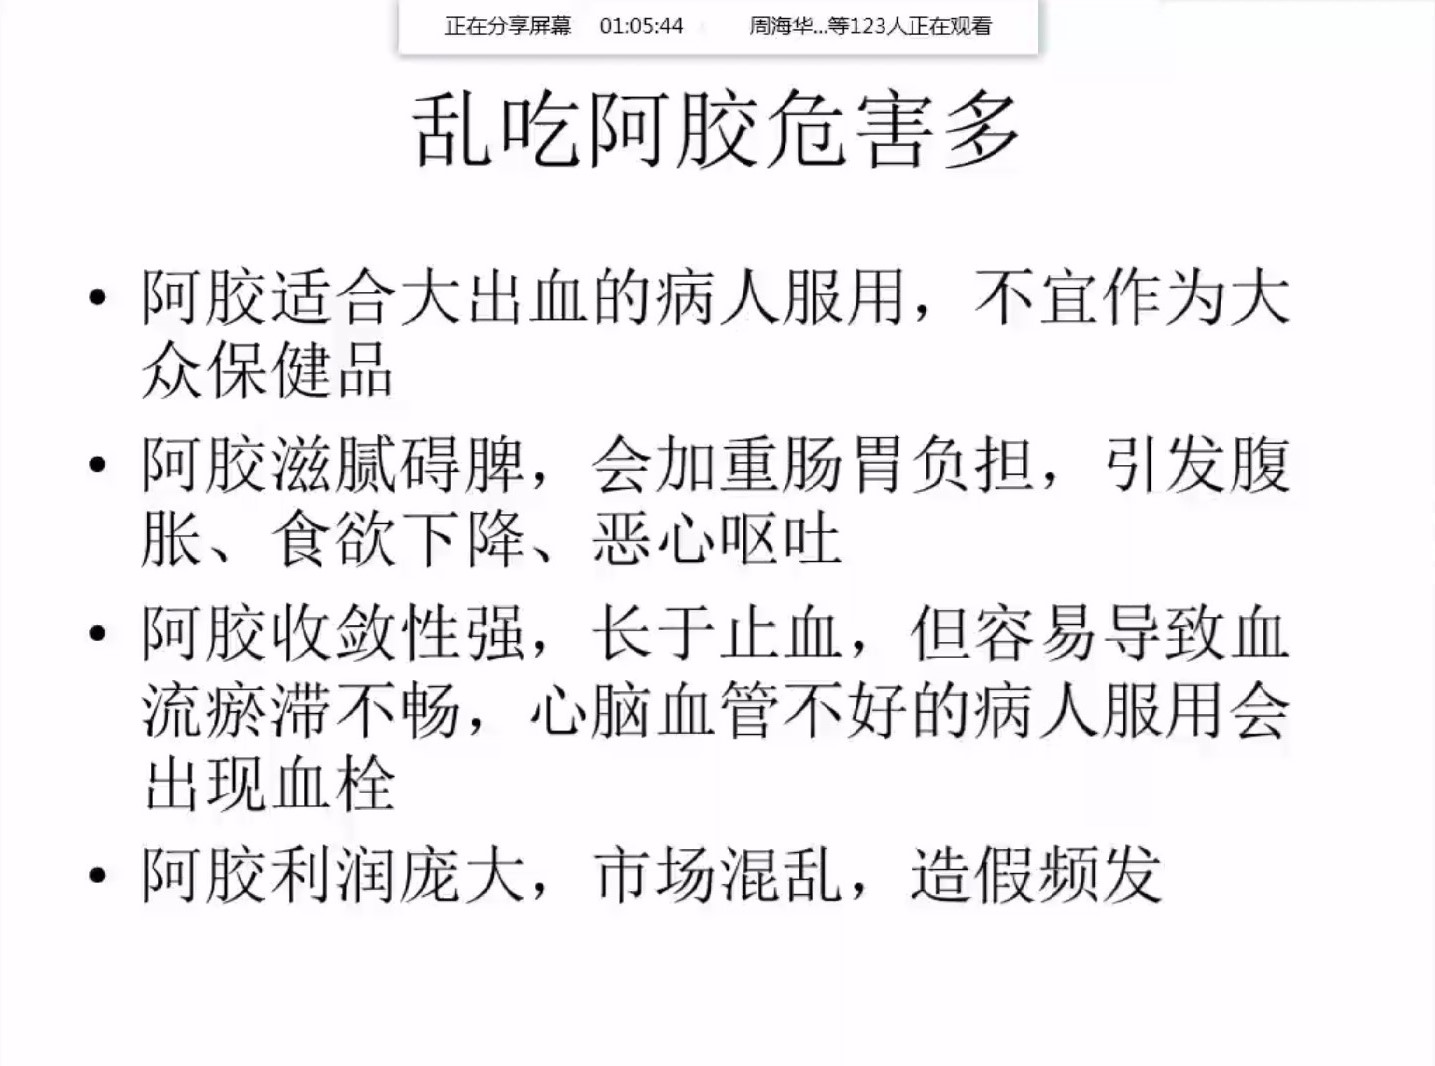 正在分享屏幕 01:05:44 周海华...等123人正在观看
乱吃阿胶危害多
• 阿胶适合大出血的病人服用，不宜作为大
众保健品
• 阿胶滋腻碍脾，会加重肠胃负担，引发腹
胀、食欲下降、恶心呕吐
• 阿胶收敛性强，长于止血，但容易导致血
流瘀滞不畅，心脑血管不好的病人服用会
出现血栓
• 阿胶利润庞大，市场混乱，造假频发